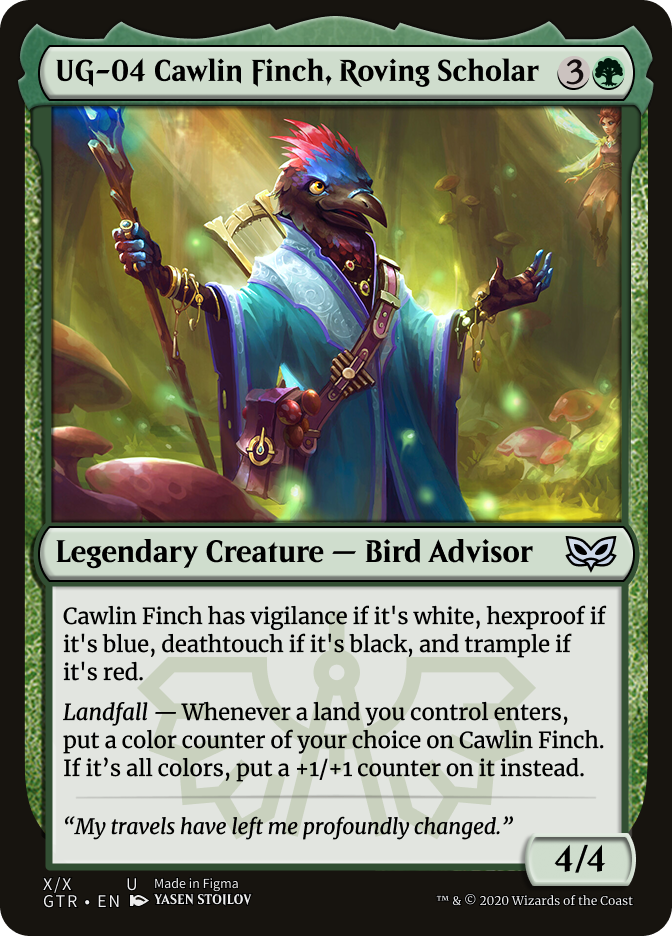 UG-04 Cawlin Finch, Roving Scholar 3
Legendary Creature — Bird Advisor
Cawlin Finch has vigilance if it's white, hexproof if
it's blue, deathtouch if it's black, and trample if
it's red.
Landfall — Whenever a land you control enters,
put a color counter of your choice on Cawlin Finch.
If it’s all colors, put a +1/+1 counter on it instead.
“My travels have left me profoundly changed.”
4/4
X/X U Made in Figma
GTR • EN YASEN STOJLOV
™ & © 2020 Wizards of the Coast